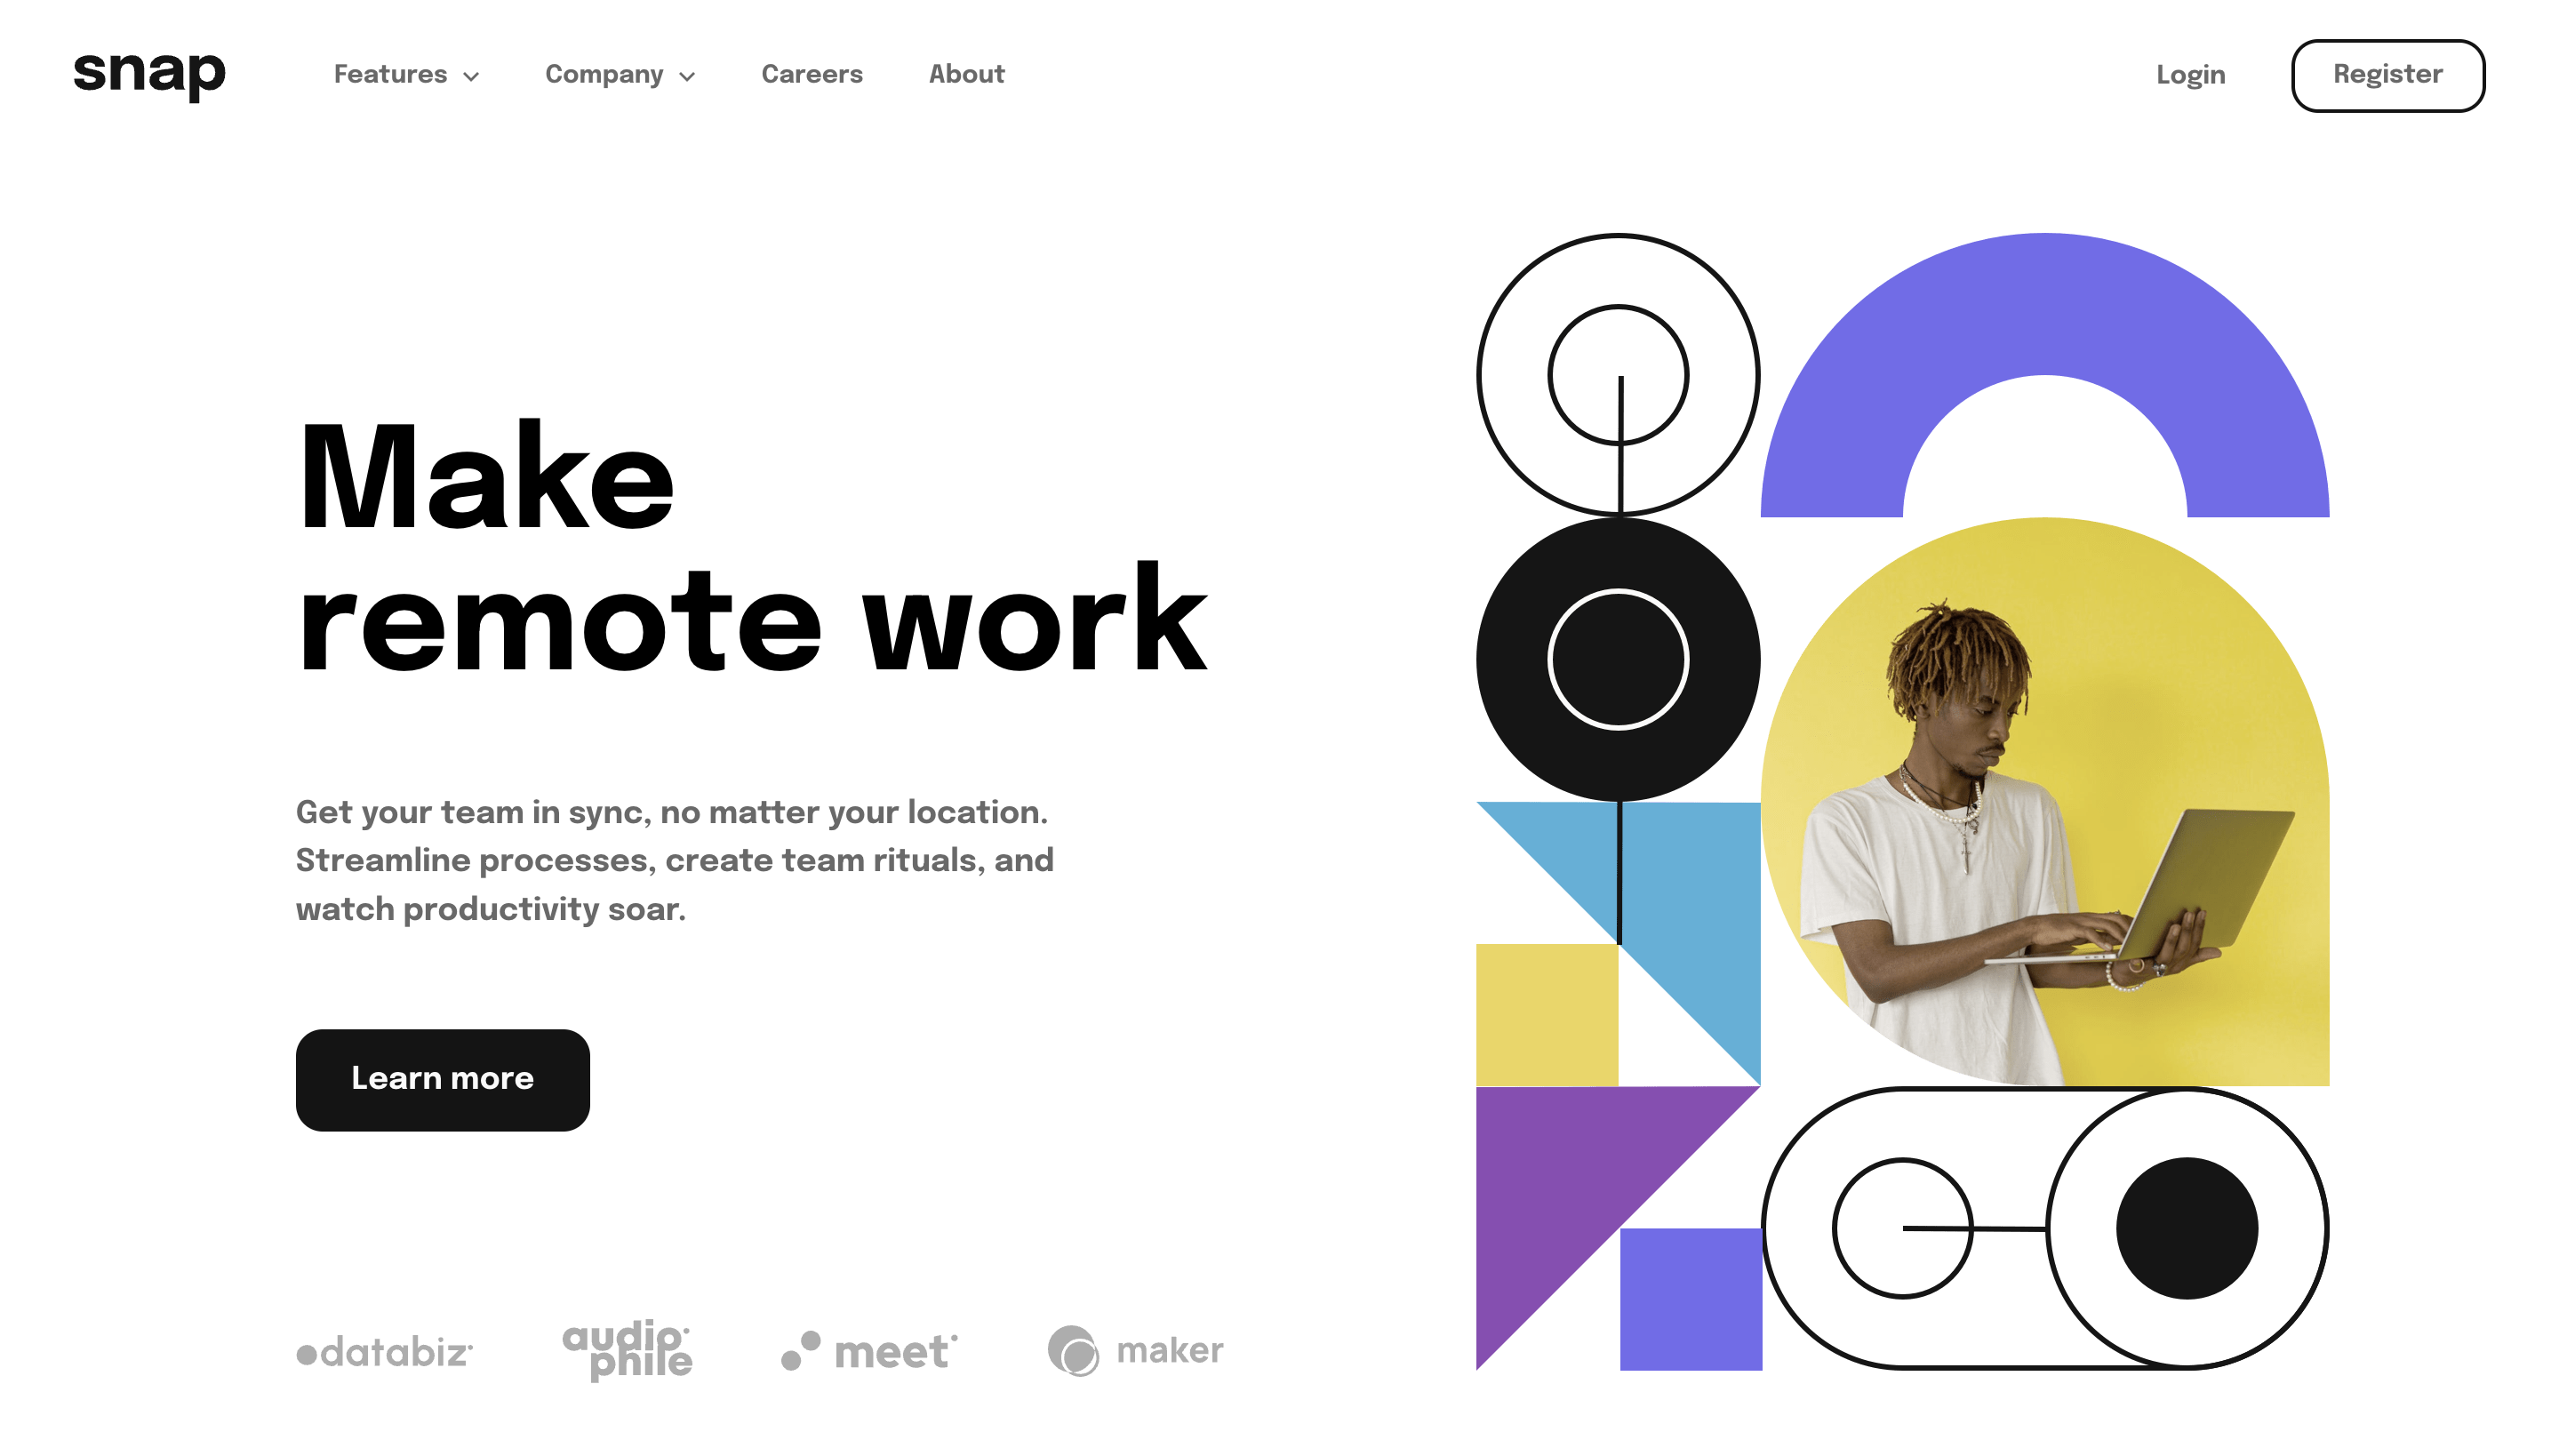 snap
Features
Company
Careers
About
Login
Register
Make
remote work
Get your team in sync, no matter your location.
Streamline processes, create team rituals, and
watch productivity soar.
Learn more
databiz
audio
phile
meet
maker